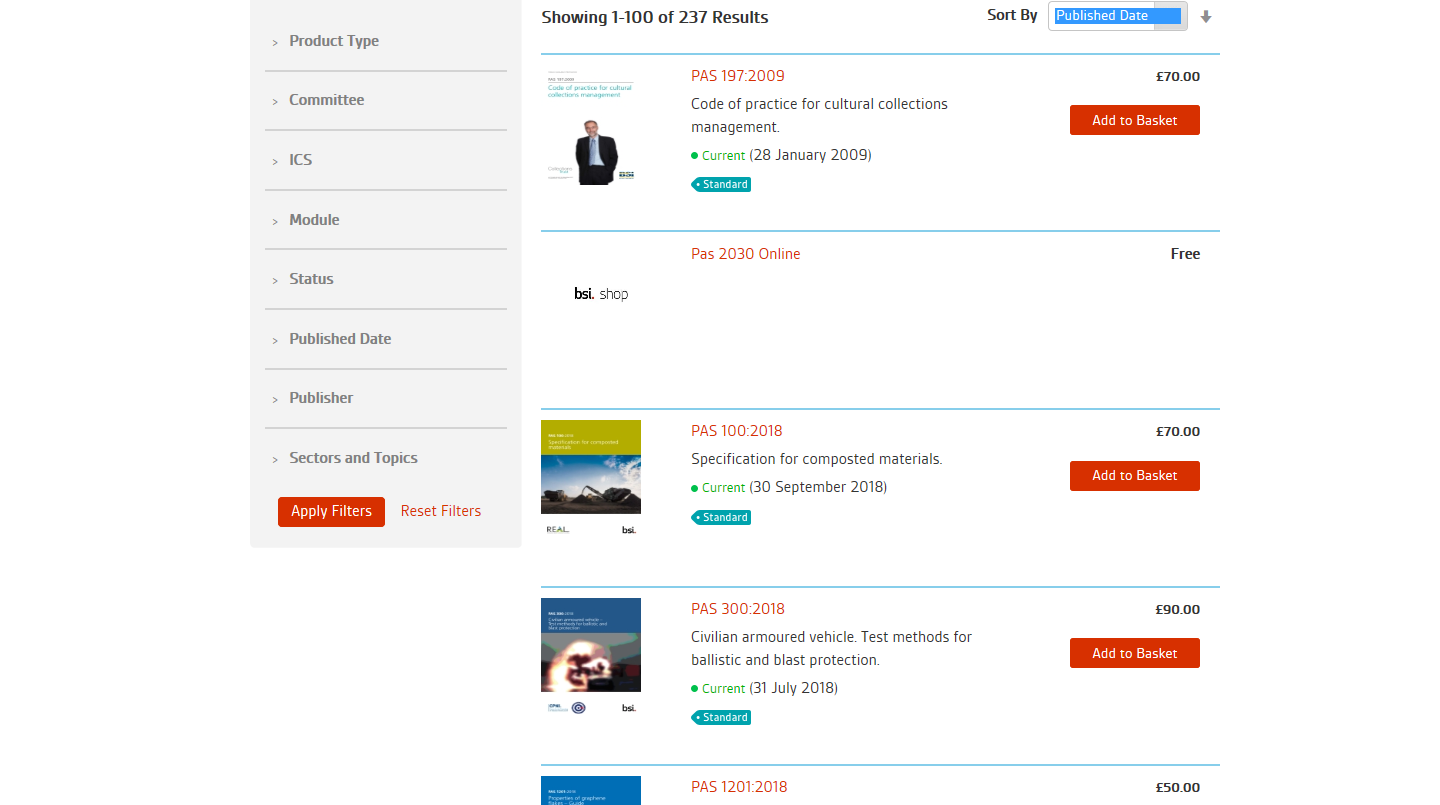 Product Type
Committee
ICS
Module
Status
Published Date
Publisher
Sectors and Topics
Apply Filters Reset Filters
Showing 1-100 of 237 Results
Sort By Published Date
PAS 197:2009
Code of practice for cultural
collections management
PAS 197:2009 £70.00
Code of practice for cultural collections
management.
Add to Basket
Current (28 January 2009)
Standard
bsi. shop
Pas 2030 Online Free
PAS 100:2018
Specification for composted
materials
REAL bsi.
PAS 100:2018 £70.00
Specification for composted materials.
Add to Basket
Current (30 September 2018)
Standard
PAS 300:2018
Civilian armoured vehicle –
Test methods for ballistic and
blast protection
bsi.
PAS 300:2018 £90.00
Civilian armoured vehicle. Test methods for
ballistic and blast protection.
Add to Basket
Current (31 July 2018)
Standard
PAS 1201:2018
Properties of graphene
flakes – Guide
PAS 1201:2018 £50.00